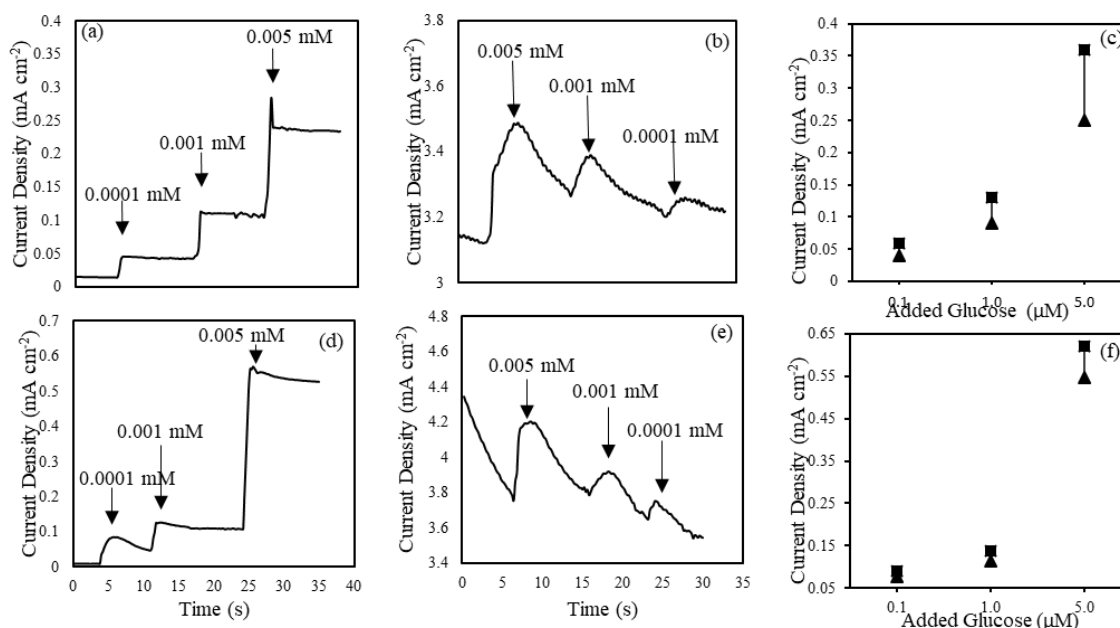 (a)
Current Density (mA cm-2)
0.4
0.35
0.3
0.25
0.2
0.15
0.1
0.05
0
0.0001 mM
0.001 mM
0.005 mM
(b)
Current Density (mA cm-2)
3.8
3.6
3.4
3.2
3
0.005 mM
0.001 mM
0.0001 mM
(c)
Current Density (mA cm-2)
0.4
0.35
0.3
0.25
0.2
0.15
0.1
0.05
0
0.1 1.0 5.0
Added Glucose (µM)
(d)
Current Density (mA cm-2)
0.7
0.6
0.5
0.4
0.3
0.2
0.1
0
0.0001 mM
0.001 mM
0.005 mM
0 5 10 15 20 25 30 35 40
Time (s)
(e)
Current Density (mA cm-2)
4.8
4.6
4.4
4.2
4
3.8
3.6
3.4
0.005 mM
0.001 mM
0.0001 mM
0 5 10 15 20 25 30 35
Time (s)
(f)
Current Density (mA cm-2)
0.65
0.55
0.45
0.35
0.25
0.15
0.05
0.1 1.0 5.0
Added Glucose (µM)